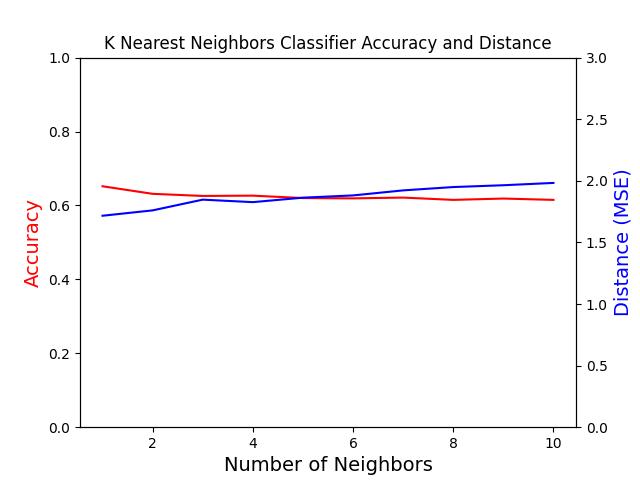 K Nearest Neighbors Classifier Accuracy and Distance
1.0
0.8
0.6
0.4
0.2
0.0
Accuracy
3.0
2.5
2.0
1.5
1.0
0.5
0.0
Distance (MSE)
2 4 6 8 10
Number of Neighbors